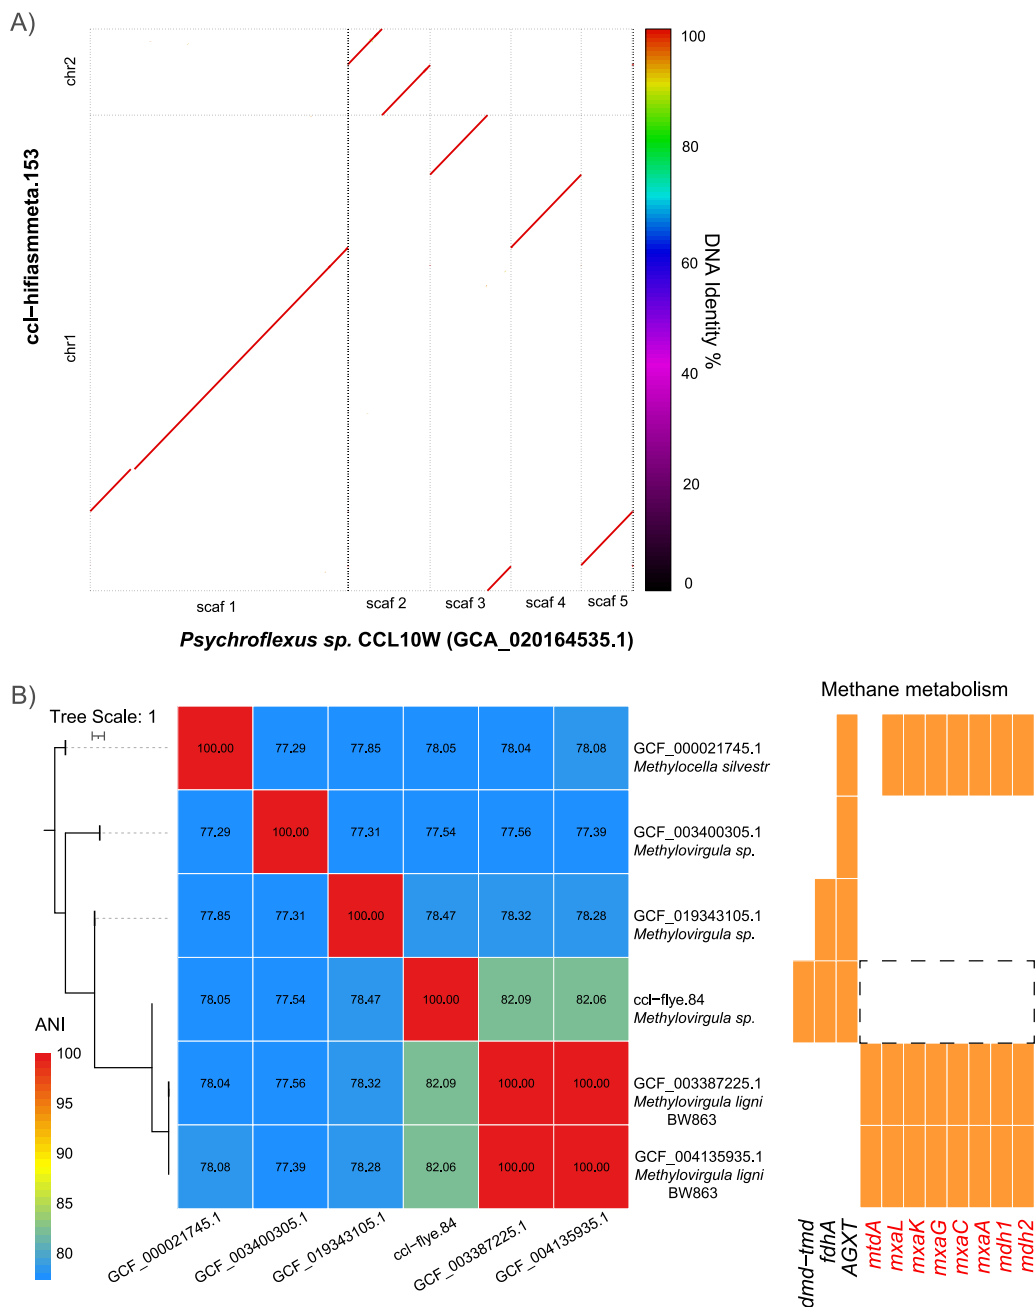 A)
chr2
chr1
ccl−hifiasmmeta.153
100
80
60
40
20
0
DNA Identity %
scaf 1
scaf 2
scaf 3
scaf 4
scaf 5
Psychroflexus sp. CCL10W (GCA_020164535.1)
B)
Tree Scale: 1
Methane metabolism
100.00 77.29 77.85 78.05 78.04 78.08
GCF_000021745.1
Methylocella silvestr
77.29 100.00 77.31 77.54 77.56 77.39
GCF_003400305.1
Methylovirgula sp.
77.85 77.31 100.00 78.47 78.32 78.28
GCF_019343105.1
Methylovirgula sp.
78.05 77.54 78.47 100.00 82.09 82.06
ccl−flye.84
Methylovirgula sp.
78.04 77.56 78.32 82.09 100.00 100.00
GCF_003387225.1
Methylovirgula ligni
BW863
78.08 77.39 78.28 82.06 100.00 100.00
GCF_004135935.1
Methylovirgula ligni
BW863
ANI
100
95
90
85
80
GCF_000021745.1
GCF_003400305.1
GCF_019343105.1
ccl−flye.84
GCF_003387225.1
GCF_004135935.1
dmd−tmd
fdhA
AGXT
mtdA
mxaL
mxaK
mxaG
mxaC
mxaA
mdh1
mdh2